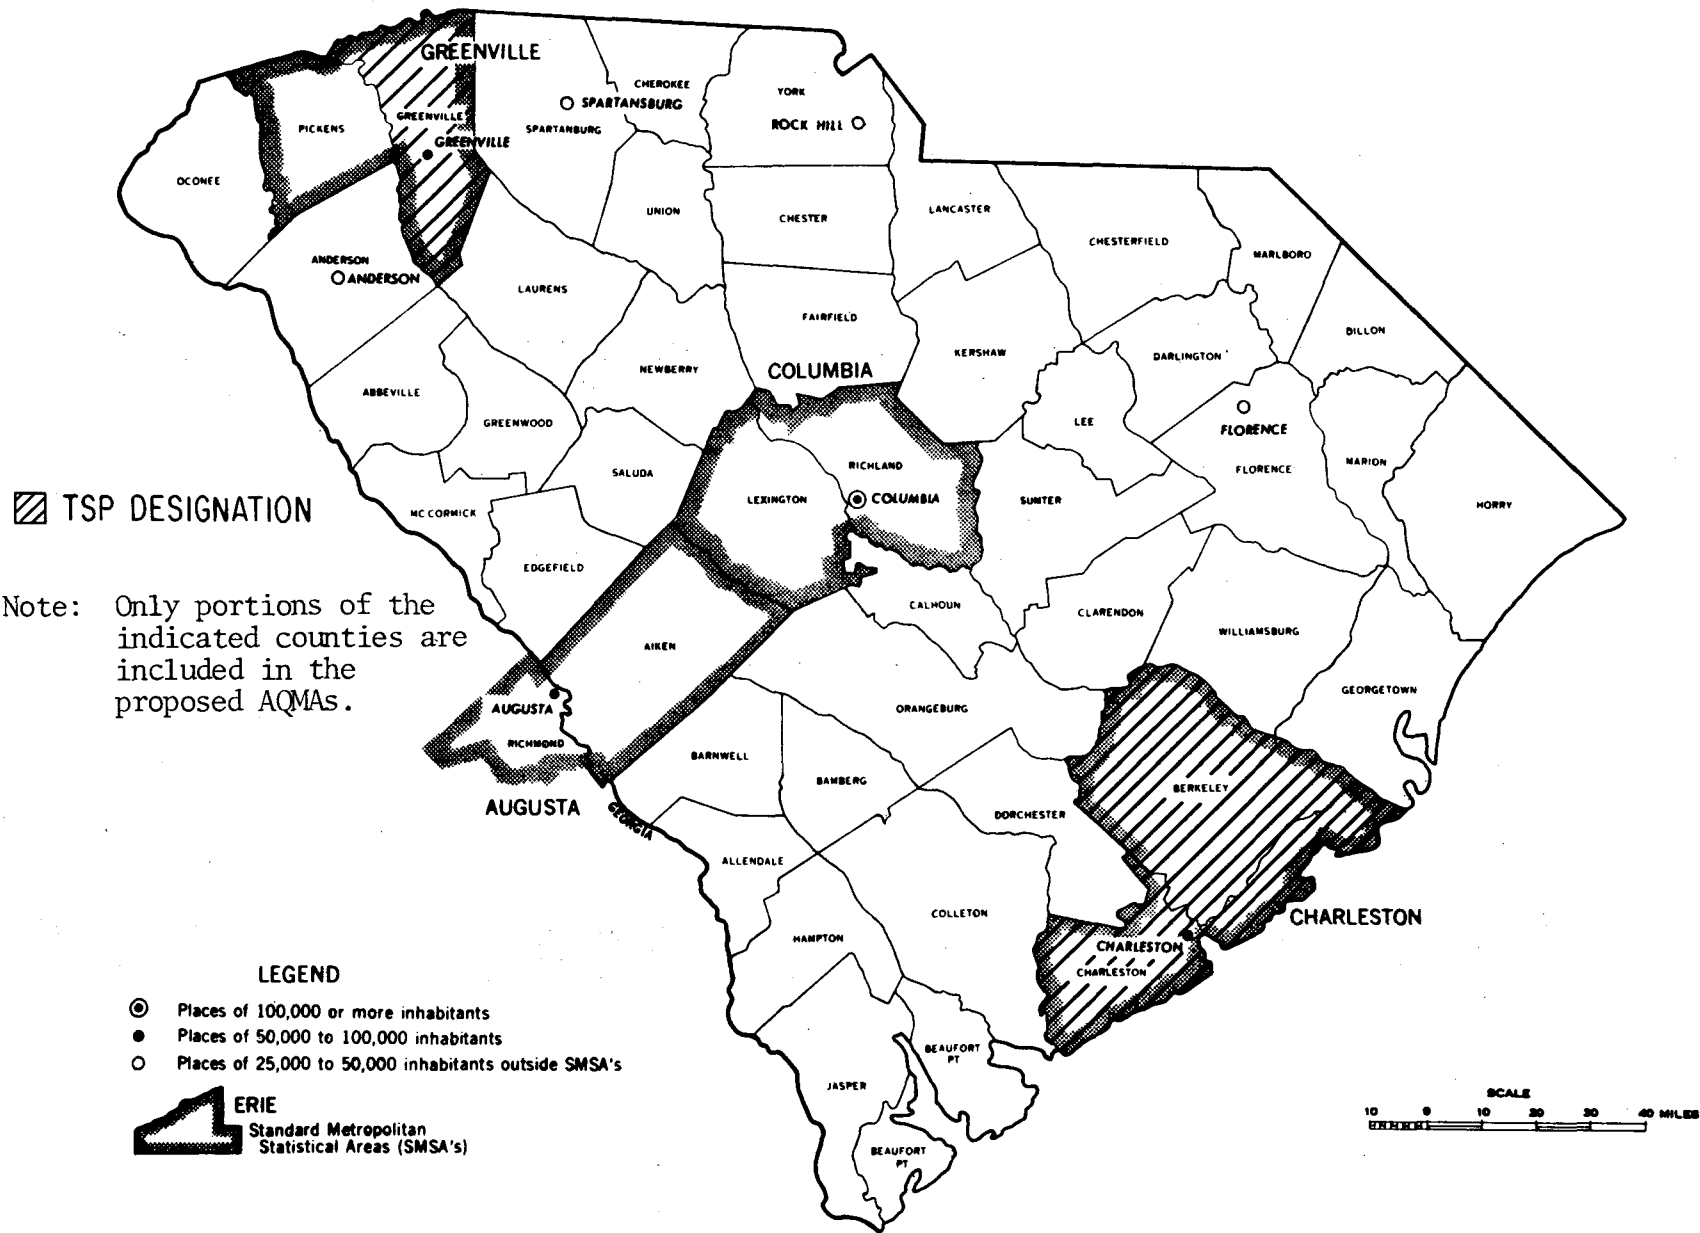 GREENVILLE
CHEROKEE
YORK
SPARTANSBURG
PICKENS
GREENVILLE
SPARTANBURG
ROCK HILL
GREENVILLE
OCONEE
UNION
CHESTER
LANCASTER
CHESTERFIELD
MARLBORO
ANDERSON
ANDERSON
LAURENS
FAIRFIELD
DILLON
KERSHAW
DARLINGTON
NEWBERRY
COLUMBIA
ABBEVILLE
GREENWOOD
LEE
FLORENCE
RICHLAND
FLORENCE
MARION
SALUDA
LEXINGTON
COLUMBIA
SUMTER
HORRY
TSP DESIGNATION
MC CORMICK
EDGEFIELD
Note: Only portions of the
indicated counties are
included in the
proposed AQMAs.
CALHOUN
CLARENDON
WILLIAMSBURG
AIKEN
GEORGETOWN
AUGUSTA
ORANGEBURG
RICHMOND
BARNWELL
BAMBERG
BERKELEY
AUGUSTA
GEORGIA
DORCHESTER
ALLENDALE
COLLETON
CHARLESTON
HAMPTON
CHARLESTON
CHARLESTON
LEGEND
Places of 100,000 or more inhabitants
Places of 50,000 to 100,000 inhabitants
Places of 25,000 to 50,000 inhabitants outside SMSA's
BEAUFORT
PT
JASPER
ERIE
Standard Metropolitan
Statistical Areas (SMSA's)
SCALE
10 0 10 20 30 40 MILES
BEAUFORT
PT